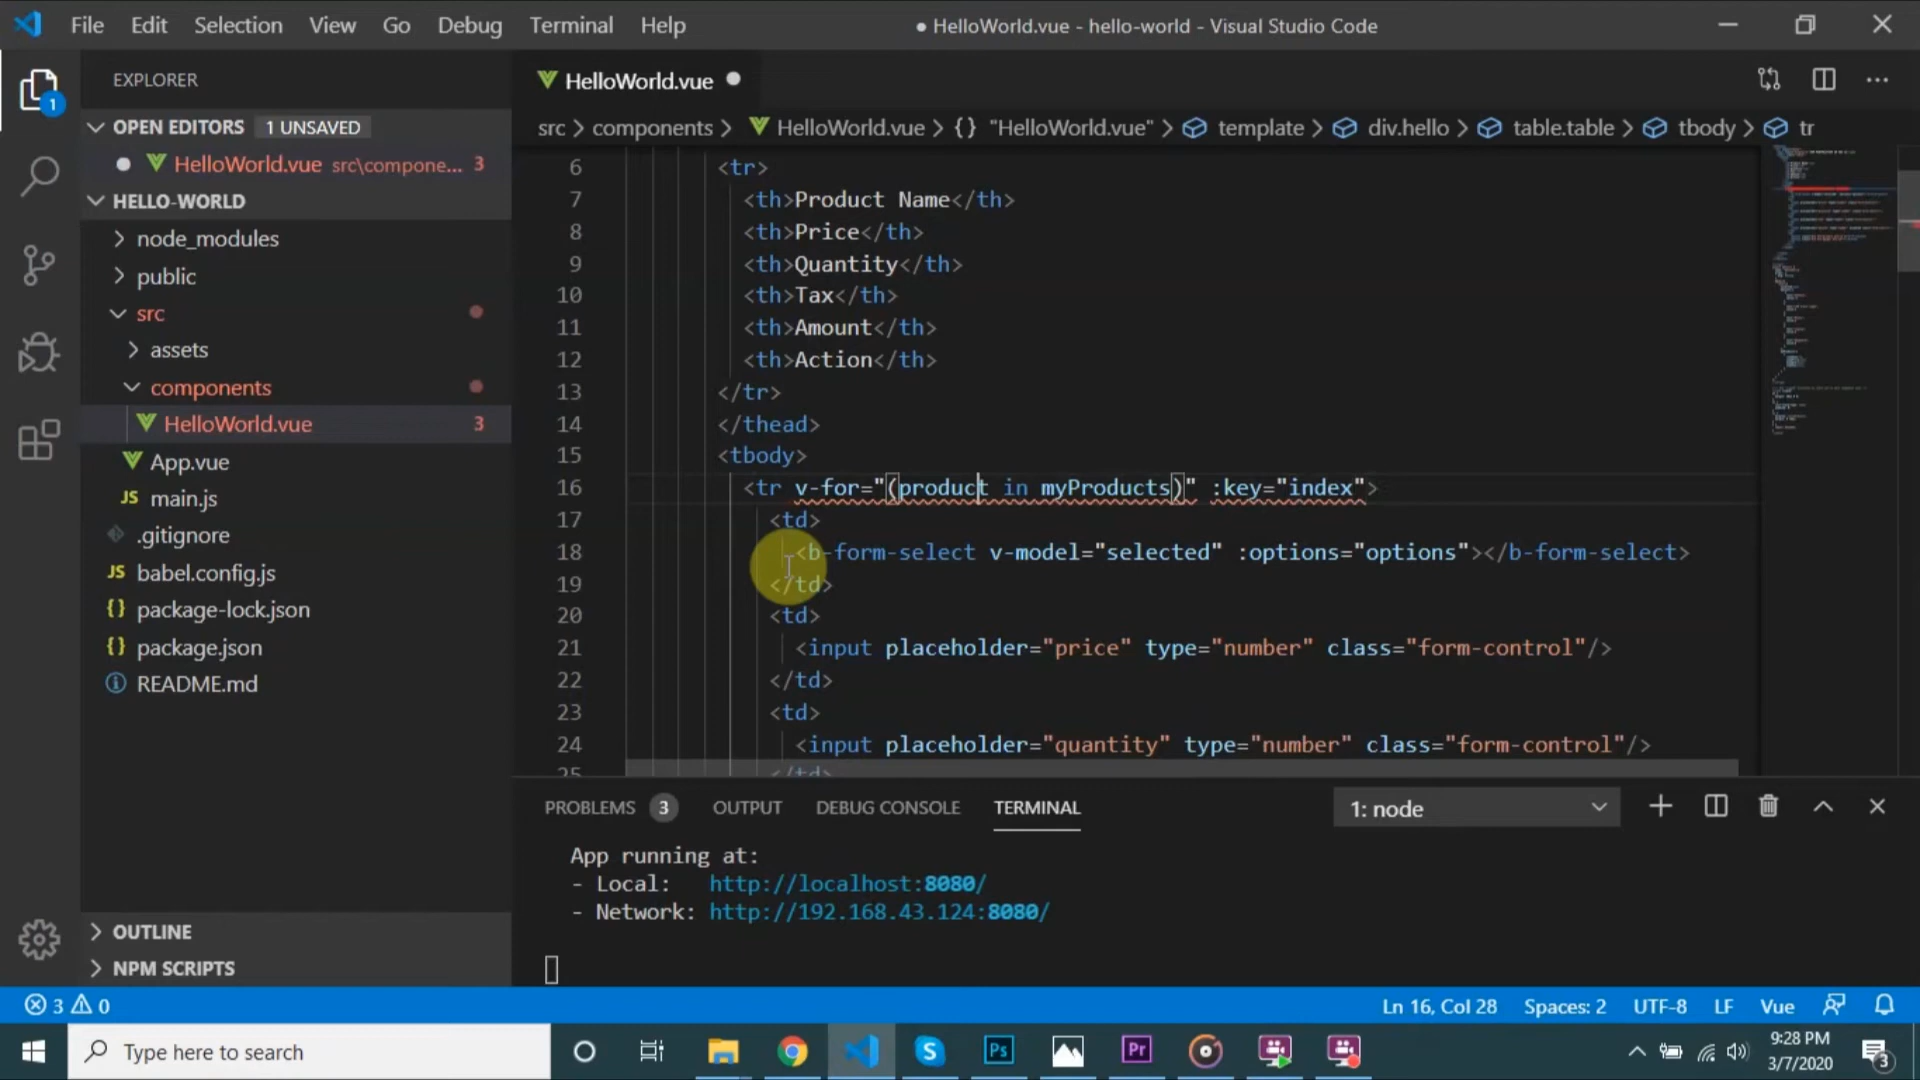 File Edit Selection View Go Debug Terminal Help ● HelloWorld.vue - hello-world - Visual Studio Code
EXPLORER
OPEN EDITORS 1 UNSAVED
HelloWorld.vue src\compone... 3
HELLO-WORLD
node_modules
public
src
assets
components
HelloWorld.vue 3
App.vue
JS main.js
.gitignore
JS babel.config.js
{} package-lock.json
{} package.json
README.md
OUTLINE
NPM SCRIPTS
1
HelloWorld.vue
src > components > HelloWorld.vue > {} "HelloWorld.vue" > template > div.hello > table.table > tbody > tr
6 <tr>
7 <th>Product Name</th>
8 <th>Price</th>
9 <th>Quantity</th>
10 <th>Tax</th>
11 <th>Amount</th>
12 <th>Action</th>
13 </tr>
14 </thead>
15 <tbody>
16 <tr v-for="(product in myProducts)" :key="index">
17 <td>
18 <b-form-select v-model="selected" :options="options"></b-form-select>
19 </td>
20 <td>
21 <input placeholder="price" type="number" class="form-control"/>
22 </td>
23 <td>
24 <input placeholder="quantity" type="number" class="form-control"/>
25 </td>
PROBLEMS 3 OUTPUT DEBUG CONSOLE TERMINAL 1: node
App running at:
- Local: http://localhost:8080/
- Network: http://192.168.43.124:8080/
3 0 Ln 16, Col 28 Spaces: 2 UTF-8 LF Vue
Type here to search
Ps
Pr
9:28 PM
3/7/2020
3